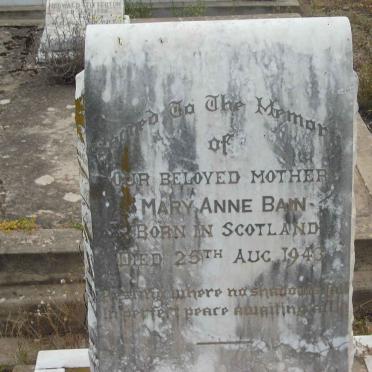 To The Memory
of
OUR BELOVED MOTHER
MARY ANNE BAIN
BORN IN SCOTLAND
DIED 25TH AUG. 1943
where no shadows fall
In perfect peace awaiting all